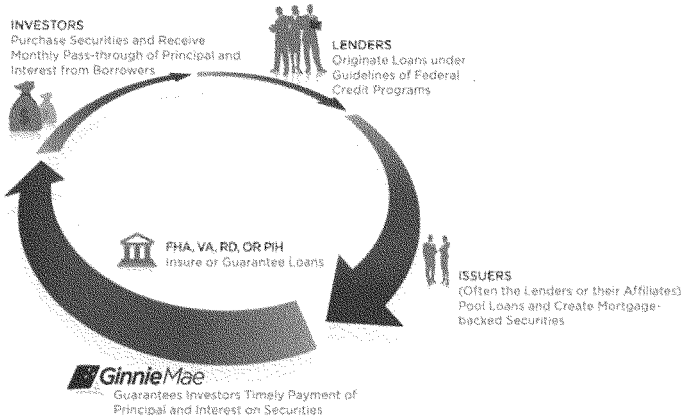 INVESTORS
Purchase Securities and Receive
Monthly Pass-through of Principal and
Interest from Borrowers
LENDERS
Originate Loans under
Guidelines of Federal
Credit Programs
FHA, VA, RD, OR PIH
Insure or Guarantee Loans
ISSUERS
(Often the Lenders or their Affiliates)
Pool Loans and Create Mortgage-
backed Securities
GinnieMae
Guarantees Investors Timely Payment of
Principal and Interest on Securities